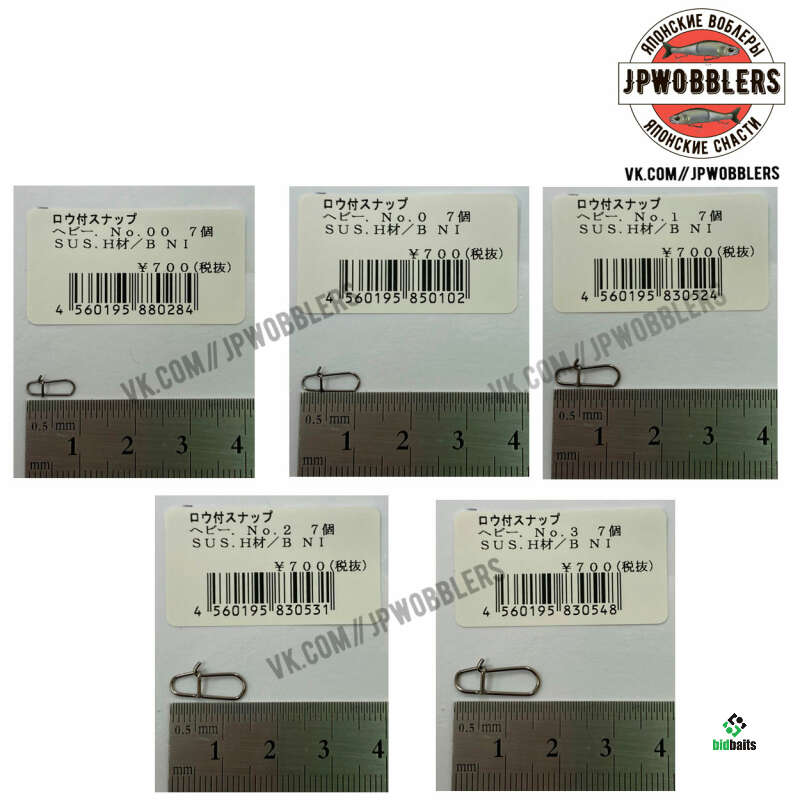 ЯПОНСКИЕ ВОБЛЕРЫ
JPWOBBLERS
ЯПОНСКИЕ СНАСТИ
VK.COM//JPWOBBLERS
ロウ付スナップ
ヘビー. No.00 7個
SUS.H材/B NI
¥700(税抜)
4 560195 880284
0.5 mm
mm 1 2 3 4
ロウ付スナップ
ヘビー. No.0 7個
SUS.H材/B NI
¥700(税抜)
4 560195 850102
0.5 mm
mm 1 2 3 4
ロウ付スナップ
ヘビー. No.1 7個
SUS.H材/B NI
¥700(税抜)
4 560195 830524
0.5 mm
mm 1 2 3 4
VK.COM//JPWOBBLERS
VK.COM//JPWOBBLERS
ロウ付スナップ
ヘビー. No.2 7個
SUS.H材/B NI
¥700(税抜)
4 560195 830531
0.5 mm
mm 1 2 3 4
ロウ付スナップ
ヘビー. No.3 7個
SUS.H材/B NI
¥700(税抜)
4 560195 830548
0.5 mm
mm 1 2 3 4
VK.COM//JPWOBBLERS
bidbaits